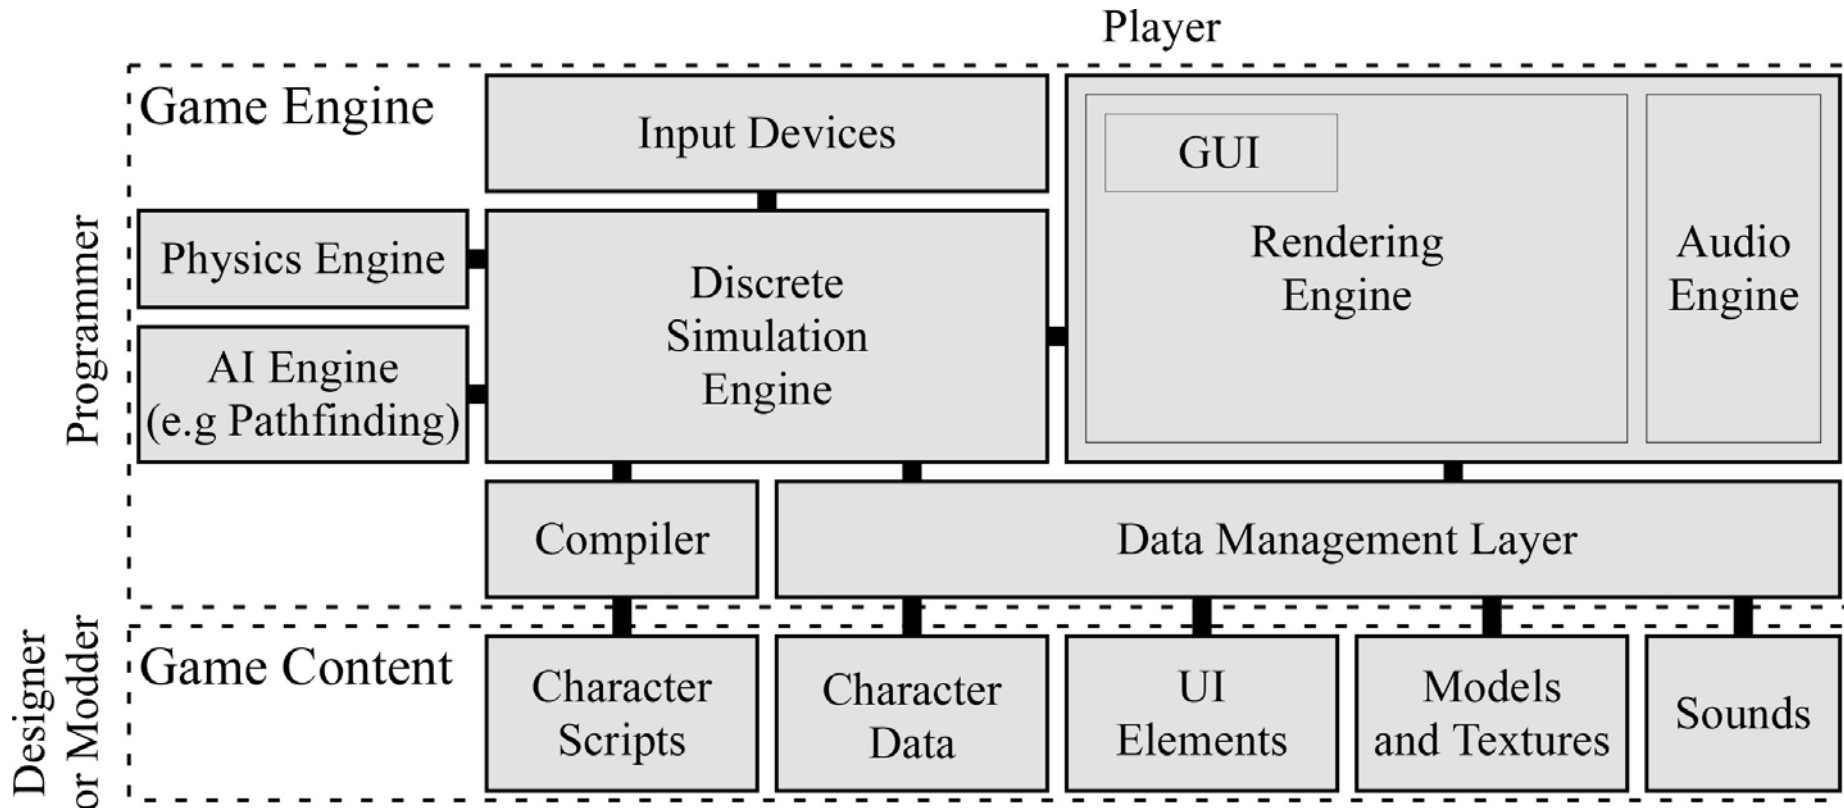 Player
Game Engine
Input Devices
GUI
Rendering
Engine
Audio
Engine
Programmer
Physics Engine
Discrete
Simulation
Engine
AI Engine
(e.g Pathfinding)
Compiler
Data Management Layer
Designer
or Modder
Game Content
Character
Scripts
Character
Data
UI
Elements
Models
and Textures
Sounds